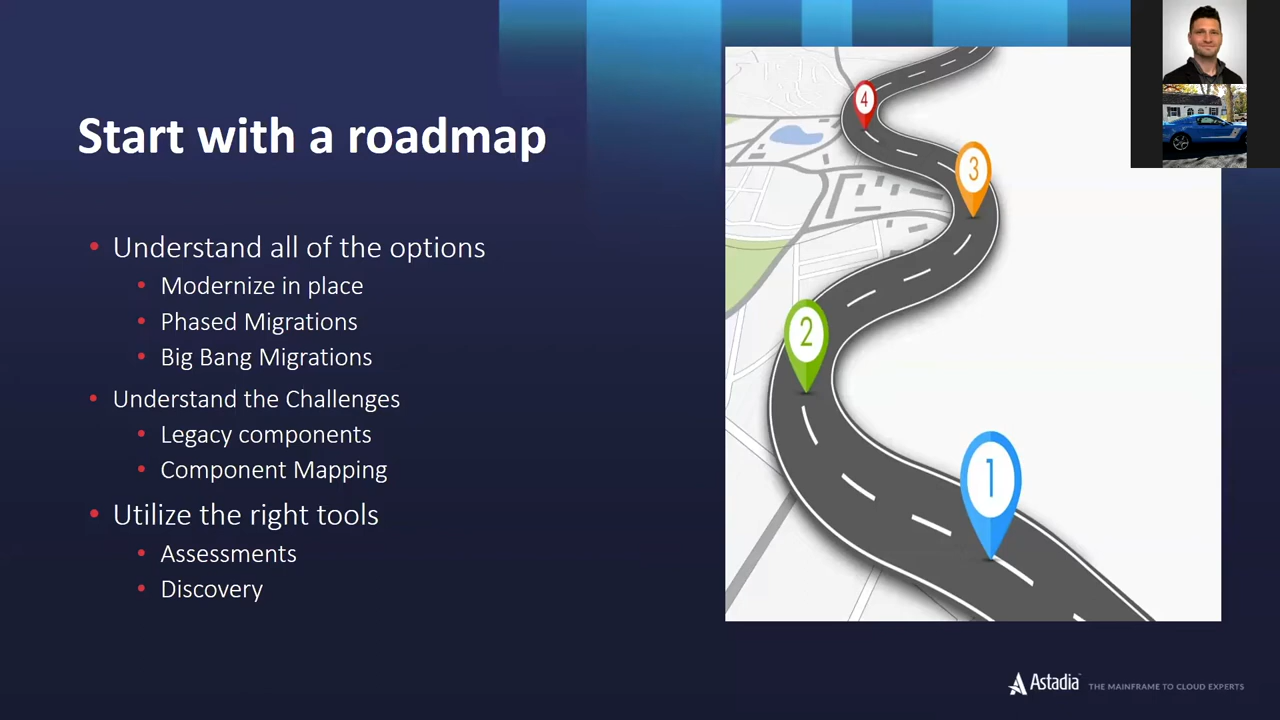 Start with a roadmap
Understand all of the options
Modernize in place
Phased Migrations
Big Bang Migrations
Understand the Challenges
Legacy components
Component Mapping
Utilize the right tools
Assessments
Discovery
4
3
2
1
Astadia THE MAINFRAME TO CLOUD EXPERTS